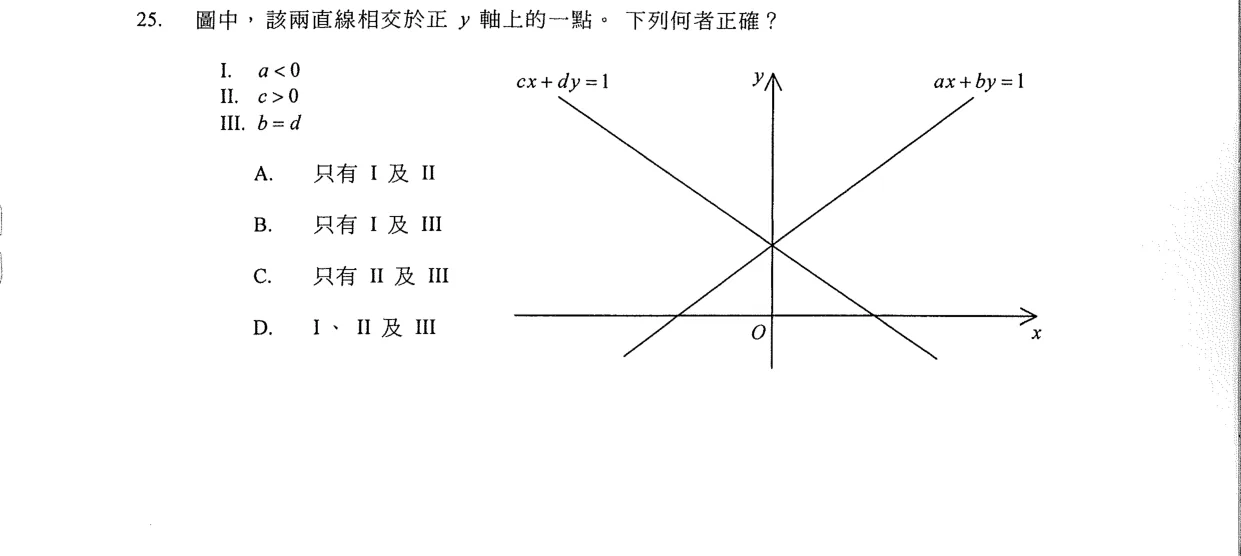 25. 圖中，該兩直線相交於正 y 軸上的一點。 下列何者正確？
I. a < 0
II. c > 0
III. b = d
A. 只有 I 及 II
B. 只有 I 及 III
C. 只有 II 及 III
D. I 、 II 及 III
cx + dy = 1
y
ax + by = 1
O
x